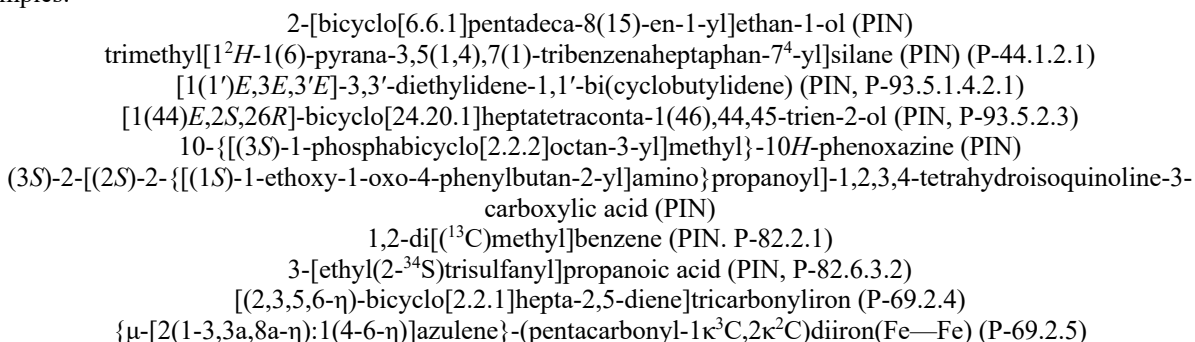 mples:
2-[bicyclo[6.6.1]pentadeca-8(15)-en-1-yl]ethan-1-ol (PIN)
trimethyl[1²H-1(6)-pyrana-3,5(1,4),7(1)-tribenzenaheptaphan-7⁴-yl]silane (PIN) (P-44.1.2.1)
[1(1′)E,3E,3′E]-3,3′-diethylidene-1,1′-bi(cyclobutylidene) (PIN, P-93.5.1.4.2.1)
[1(44)E,2S,26R]-bicyclo[24.20.1]heptatetraconta-1(46),44,45-trien-2-ol (PIN, P-93.5.2.3)
10-{[(3S)-1-phosphabicyclo[2.2.2]octan-3-yl]methyl}-10H-phenoxazine (PIN)
(3S)-2-[(2S)-2-{[(1S)-1-ethoxy-1-oxo-4-phenylbutan-2-yl]amino}propanoyl]-1,2,3,4-tetrahydroisoquinoline-3-
carboxylic acid (PIN)
1,2-di[(¹³C)methyl]benzene (PIN. P-82.2.1)
3-[ethyl(2-³⁴S)trisulfanyl]propanoic acid (PIN, P-82.6.3.2)
[(2,3,5,6-η)-bicyclo[2.2.1]hepta-2,5-diene]tricarbonyliron (P-69.2.4)
{μ-[2(1-3,3a,8a-η):1(4-6-η)]azulene}-(pentacarbonyl-1κ³C,2κ²C)diiron(Fe—Fe) (P-69.2.5)